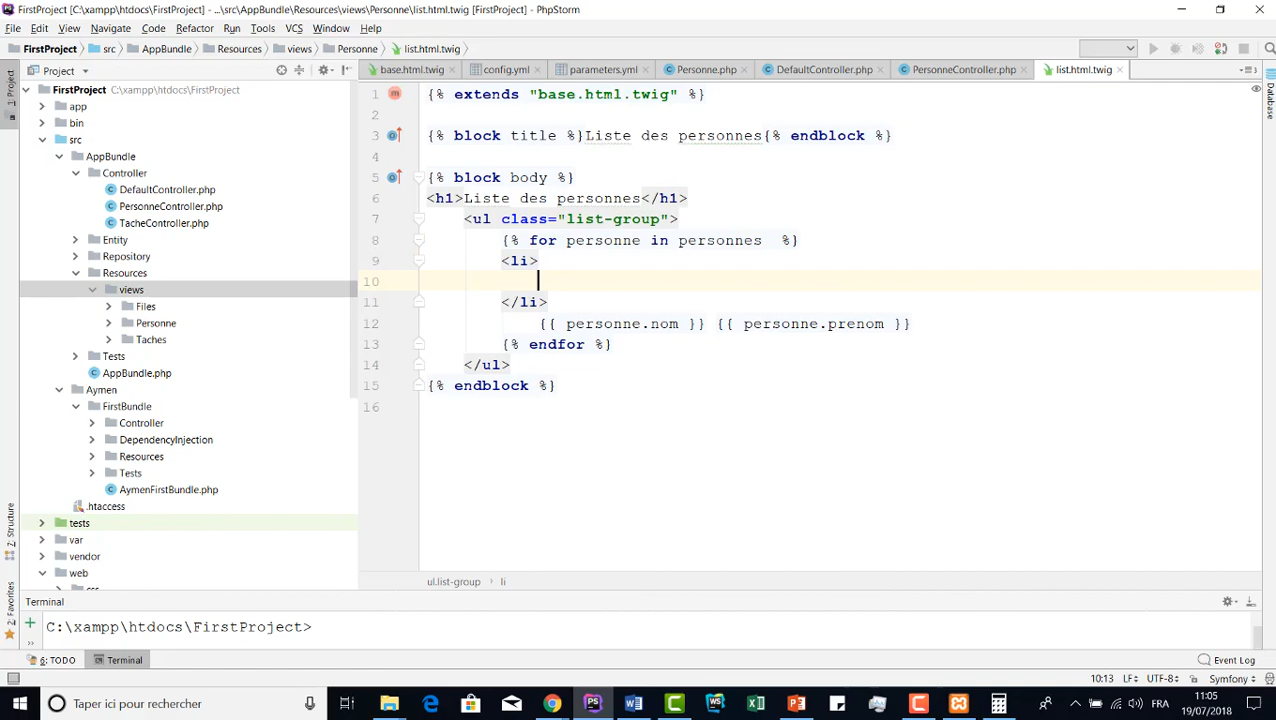 FirstProject [C:\xampp\htdocs\FirstProject] - ...\src\AppBundle\Resources\views\Personne\list.html.twig [FirstProject] - PhpStorm
File Edit View Navigate Code Refactor Run Tools VCS Window Help
FirstProject src AppBundle Resources views Personne list.html.twig
Project
base.html.twig config.yml parameters.yml Personne.php DefaultController.php PersonneController.php list.html.twig
FirstProject C:\xampp\htdocs\FirstProject
app
bin
src
AppBundle
Controller
DefaultController.php
PersonneController.php
TacheController.php
Entity
Repository
Resources
views
Files
Personne
Taches
Tests
AppBundle.php
Aymen
FirstBundle
Controller
DependencyInjection
Resources
Tests
AymenFirstBundle.php
.htaccess
tests
var
vendor
web
css
1 {% extends "base.html.twig" %}
2
3 {% block title %}Liste des personnes{% endblock %}
4
5 {% block body %}
6 <h1>Liste des personnes</h1>
7 <ul class="list-group">
8 {% for personne in personnes %}
9 <li>
10
11 </li>
12 {{ personne.nom }} {{ personne.prenom }}
13 {% endfor %}
14 </ul>
15 {% endblock %}
16
ul.list-group li
1: Project
Z: Structure
2: Favorites
Database
Terminal
C:\xampp\htdocs\FirstProject>
6: TODO Terminal Event Log
10:13 LF÷ UTF-8÷ Symfony:
Taper ici pour rechercher
FRA
11:05
19/07/2018